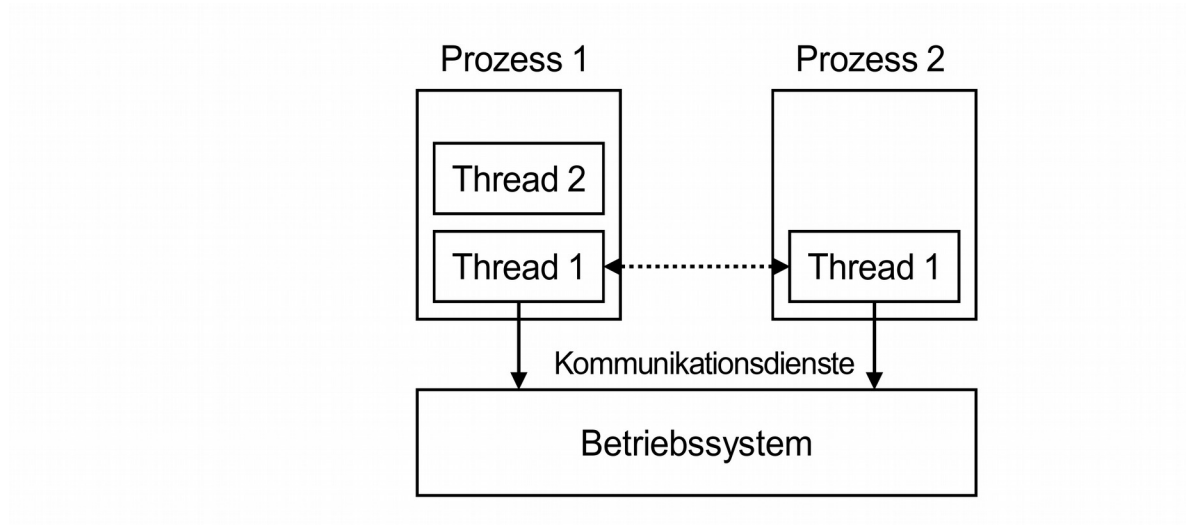 Prozess 1
Prozess 2
Thread 2
Thread 1
Thread 1
Kommunikationsdienste
Betriebssystem